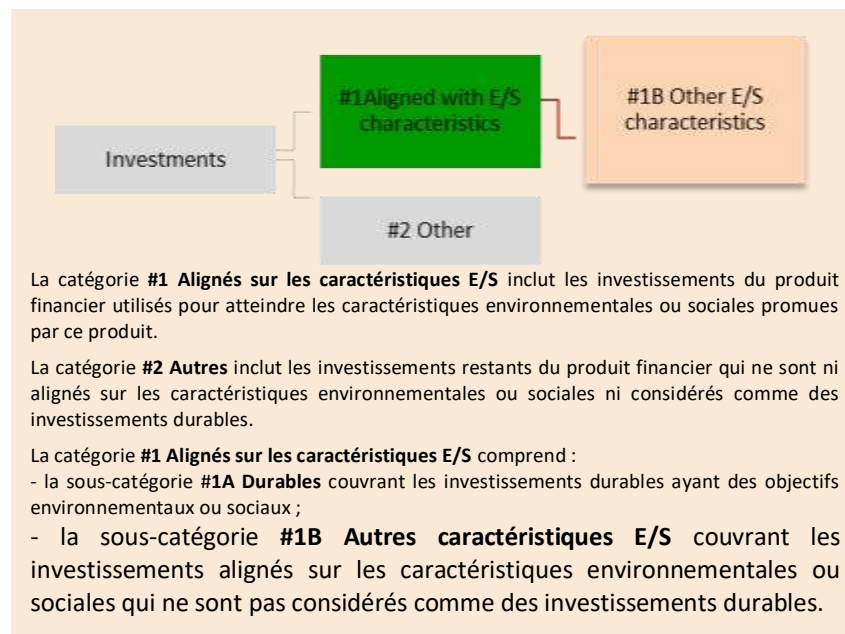 #1Aligned with E/S
characteristics
#1B Other E/S
characteristics
Investments
#2 Other
La catégorie #1 Alignés sur les caractéristiques E/S inclut les investissements du produit
financier utilisés pour atteindre les caractéristiques environnementales ou sociales promues
par ce produit.
La catégorie #2 Autres inclut les investissements restants du produit financier qui ne sont ni
alignés sur les caractéristiques environnementales ou sociales ni considérés comme des
investissements durables.
La catégorie #1 Alignés sur les caractéristiques E/S comprend :
- la sous-catégorie #1A Durables couvrant les investissements durables ayant des objectifs
environnementaux ou sociaux ;
- la sous-catégorie #1B Autres caractéristiques E/S couvrant les
investissements alignés sur les caractéristiques environnementales ou
sociales qui ne sont pas considérés comme des investissements durables.